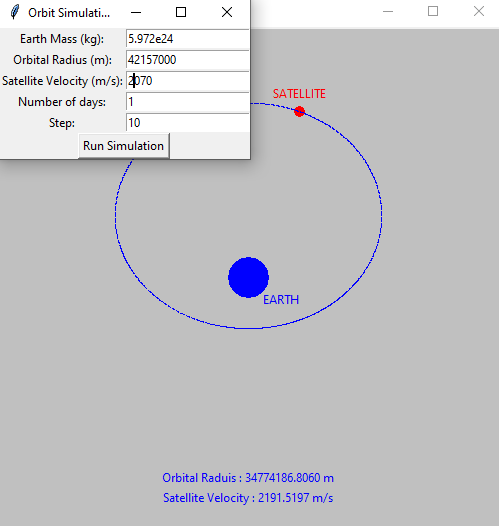 Orbit Simulati...
Earth Mass (kg): 5.972e24
Orbital Radius (m): 42157000
Satellite Velocity (m/s): 2070
Number of days: 1
Step: 10
Run Simulation
SATELLITE
EARTH
Orbital Raduis : 34774186.8060 m
Satellite Velocity : 2191.5197 m/s